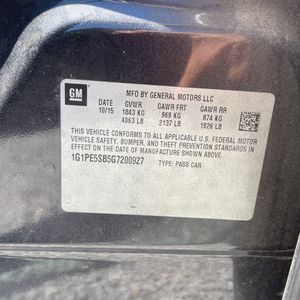 GM
MFD BY GENERAL MOTORS LLC
DATE GVWR GAWR FRT GAWR RR
10/15 1843 KG 969 KG 874 KG
4063 LB 2137 LB 1926 LB
THIS VEHICLE CONFORMS TO ALL APPLICABLE U.S. FEDERAL MOTOR
VEHICLE SAFETY, BUMPER, AND THEFT PREVENTION STANDARDS IN
EFFECT ON THE DATE OF MANUFACTURE SHOWN ABOVE.
1G1PE5SB5G7200927
TYPE: PASS CAR